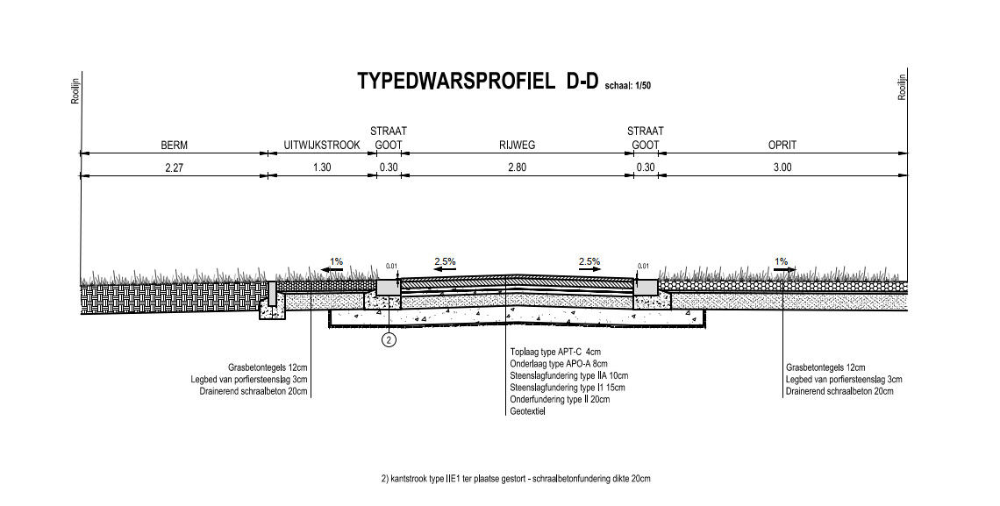 TYPEDWARSPROFIEL D-D schaal: 1/50
Rooilijn
Rooilijn
BERM
UITWIJKSTROOK
STRAAT
GOOT
RIJWEG
STRAAT
GOOT
OPRIT
2.27
1.30
0.30
2.80
0.30
3.00
1%
0.01
2.5%
2.5%
0.01
1%
2
Grasbetontegels 12cm
Legbed van porfiersteenslag 3cm
Drainerend schraalbeton 20cm
Toplaag type APT-C 4cm
Onderlaag type APO-A 8cm
Steenslagfundering type IIA 10cm
Steenslagfundering type I1 15cm
Onderfundering type II 20cm
Geotextiel
Grasbetontegels 12cm
Legbed van porfiersteenslag 3cm
Drainerend schraalbeton 20cm
2) kantstrook type IIE1 ter plaatse gestort - schraalbetonfundering dikte 20cm